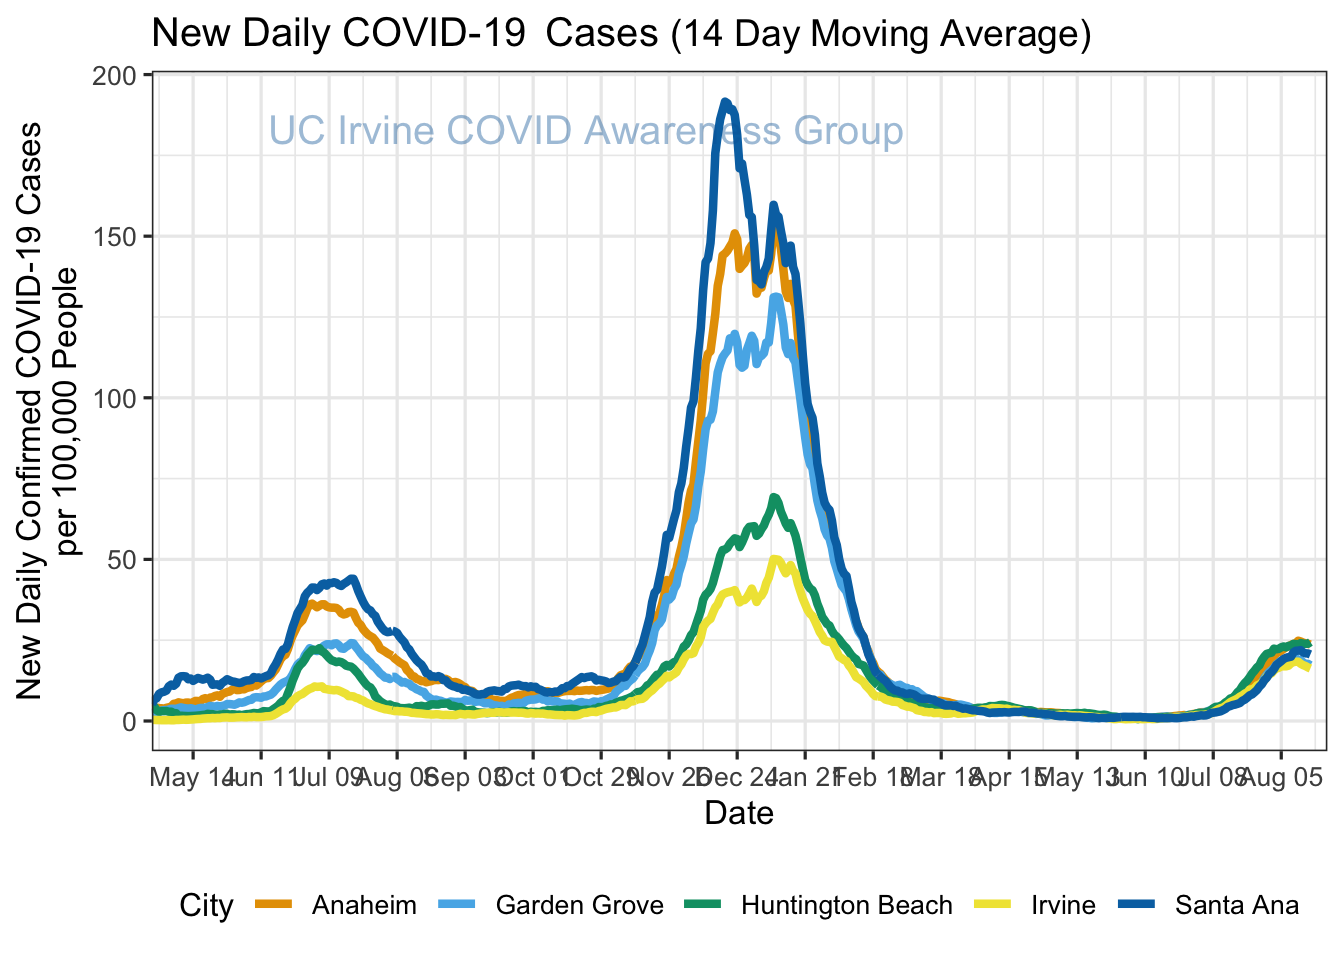 New Daily COVID-19 Cases (14 Day Moving Average)
UC Irvine COVID Awareness Group
New Daily Confirmed COVID-19 Cases
per 100,000 People
200
150
100
50
0
May 14 Jun 11 Jul 09 Aug 06 Sep 03 Oct 01 Oct 29 Nov 26 Dec 24 Jan 21 Feb 18 Mar 18 Apr 15 May 13 Jun 10 Jul 08 Aug 05
Date
City Anaheim Garden Grove Huntington Beach Irvine Santa Ana